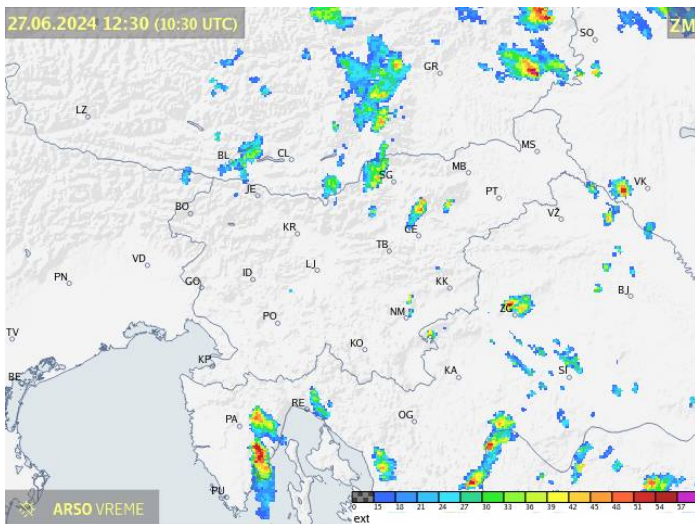 27.06.2024 12:30 (10:30 UTC)
ZM
SO
GR
LZ
MS
BL
CL
MB
SG
VK
JE
PT
BO
VŽ
KR
CE
TB
VD
LJ
ID
PN
GO
KK
BJ
NM
ZG
PO
TV
KO
KP
KA
SI
BE
RE
PA
OG
PU
ARSO VREME
0 15 18 21 24 27 30 33 36 39 42 45 48 51 54 57
ext